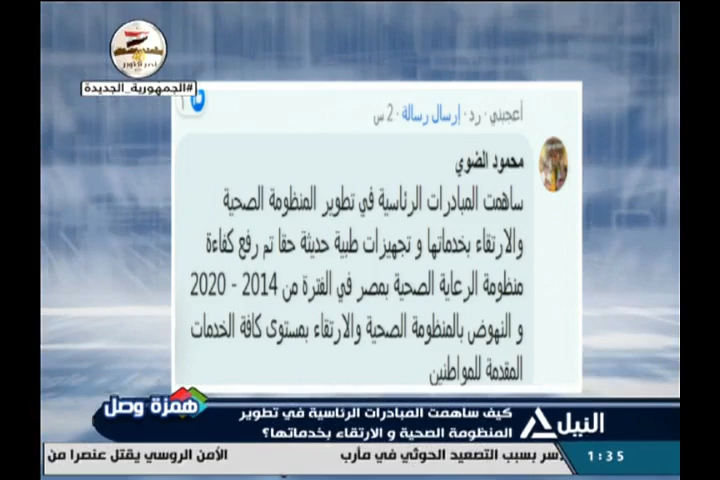 #الجمهورية_الجديدة
أعجبني · رد · إرسال رسالة · 2 س
محمود الضوي
ساهمت المبادرات الرئاسية في تطوير المنظومة الصحية
والارتقاء بخدماتها و تجهيزات طبية حديثة حقا تم رفع كفاءة
منظومة الرعاية الصحية بمصر في الفترة من 2014 - 2020
و النهوض بالمنظومة الصحية والارتقاء بمستوى كافة الخدمات
المقدمة للمواطنين
همزة وصل
كيف ساهمت المبادرات الرئاسية في تطوير
المنظومة الصحية و الارتقاء بخدماتها؟
النيل
سر بسبب التصعيد الحوثي في مأرب
الأمن الروسي يقتل عنصرا من
1:35